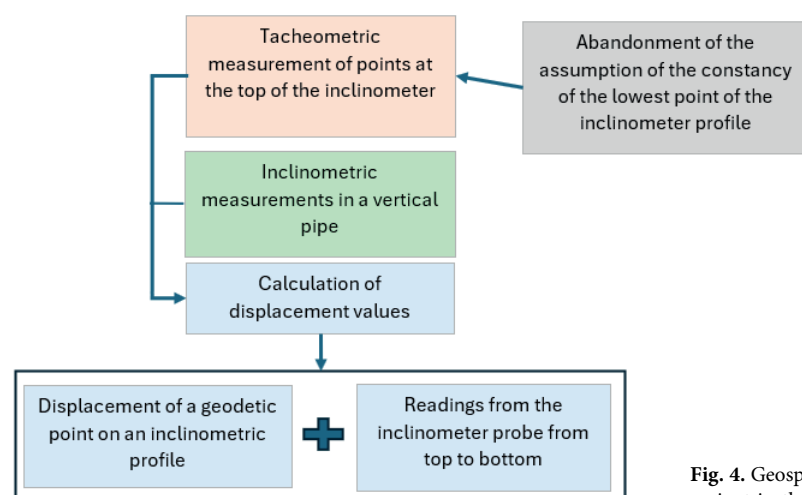 Tacheometric
measurement of points at
the top of the inclinometer
Abandonment of the
assumption of the constancy
of the lowest point of the
inclinometer profile
Inclinometric
measurements in a vertical
pipe
Calculation of
displacement values
Displacement of a geodetic
point on an inclinometric
profile
Readings from the
inclinometer probe from
top to bottom
Fig. 4. Geosp